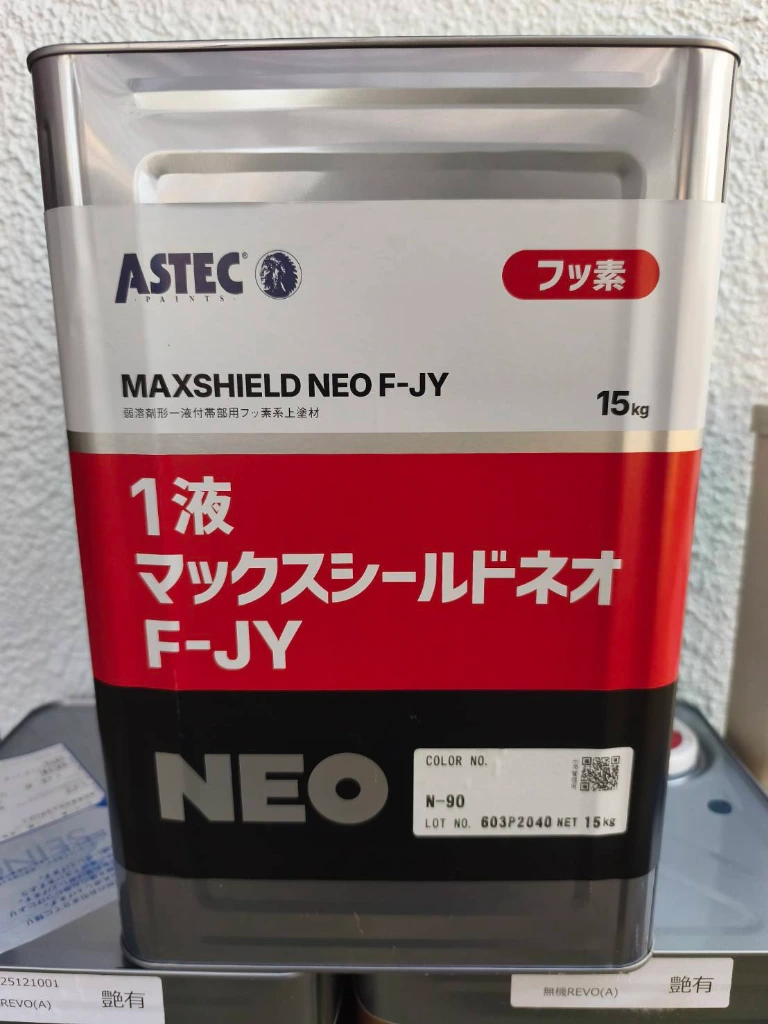 ASTEC®
PAINTS
フッ素
MAXSHIELD NEO F-JY
弱溶剤形一液付帯部用フッ素系上塗材
15kg
1液
マックスシールドネオ
F-JY
NEO
COLOR NO.
N-90
LOT NO. 603P2040 NET 15kg
25121001
REVO(A)
艶有
無機REVO(A)
艶有